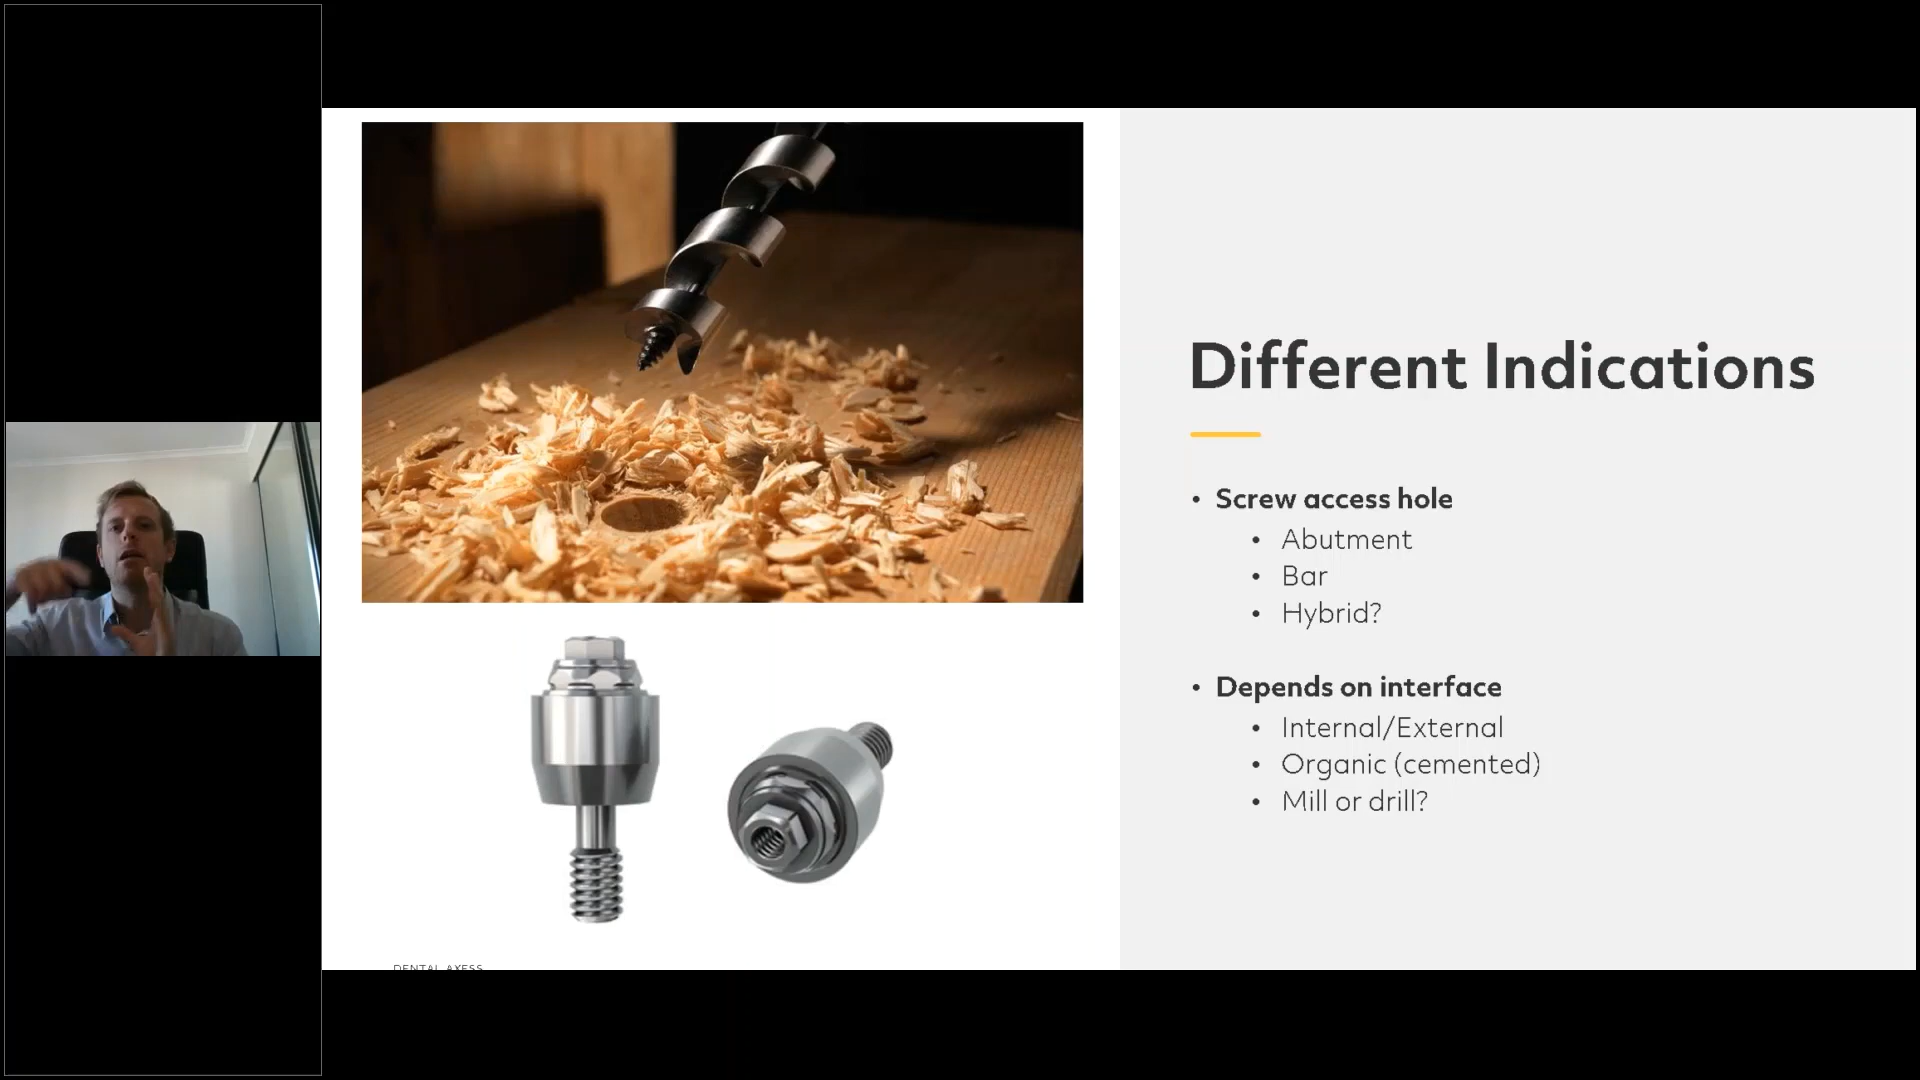 Different Indications
• Screw access hole
• Abutment
• Bar
• Hybrid?
• Depends on interface
• Internal/External
• Organic (cemented)
• Mill or drill?
DENTAL AXESS